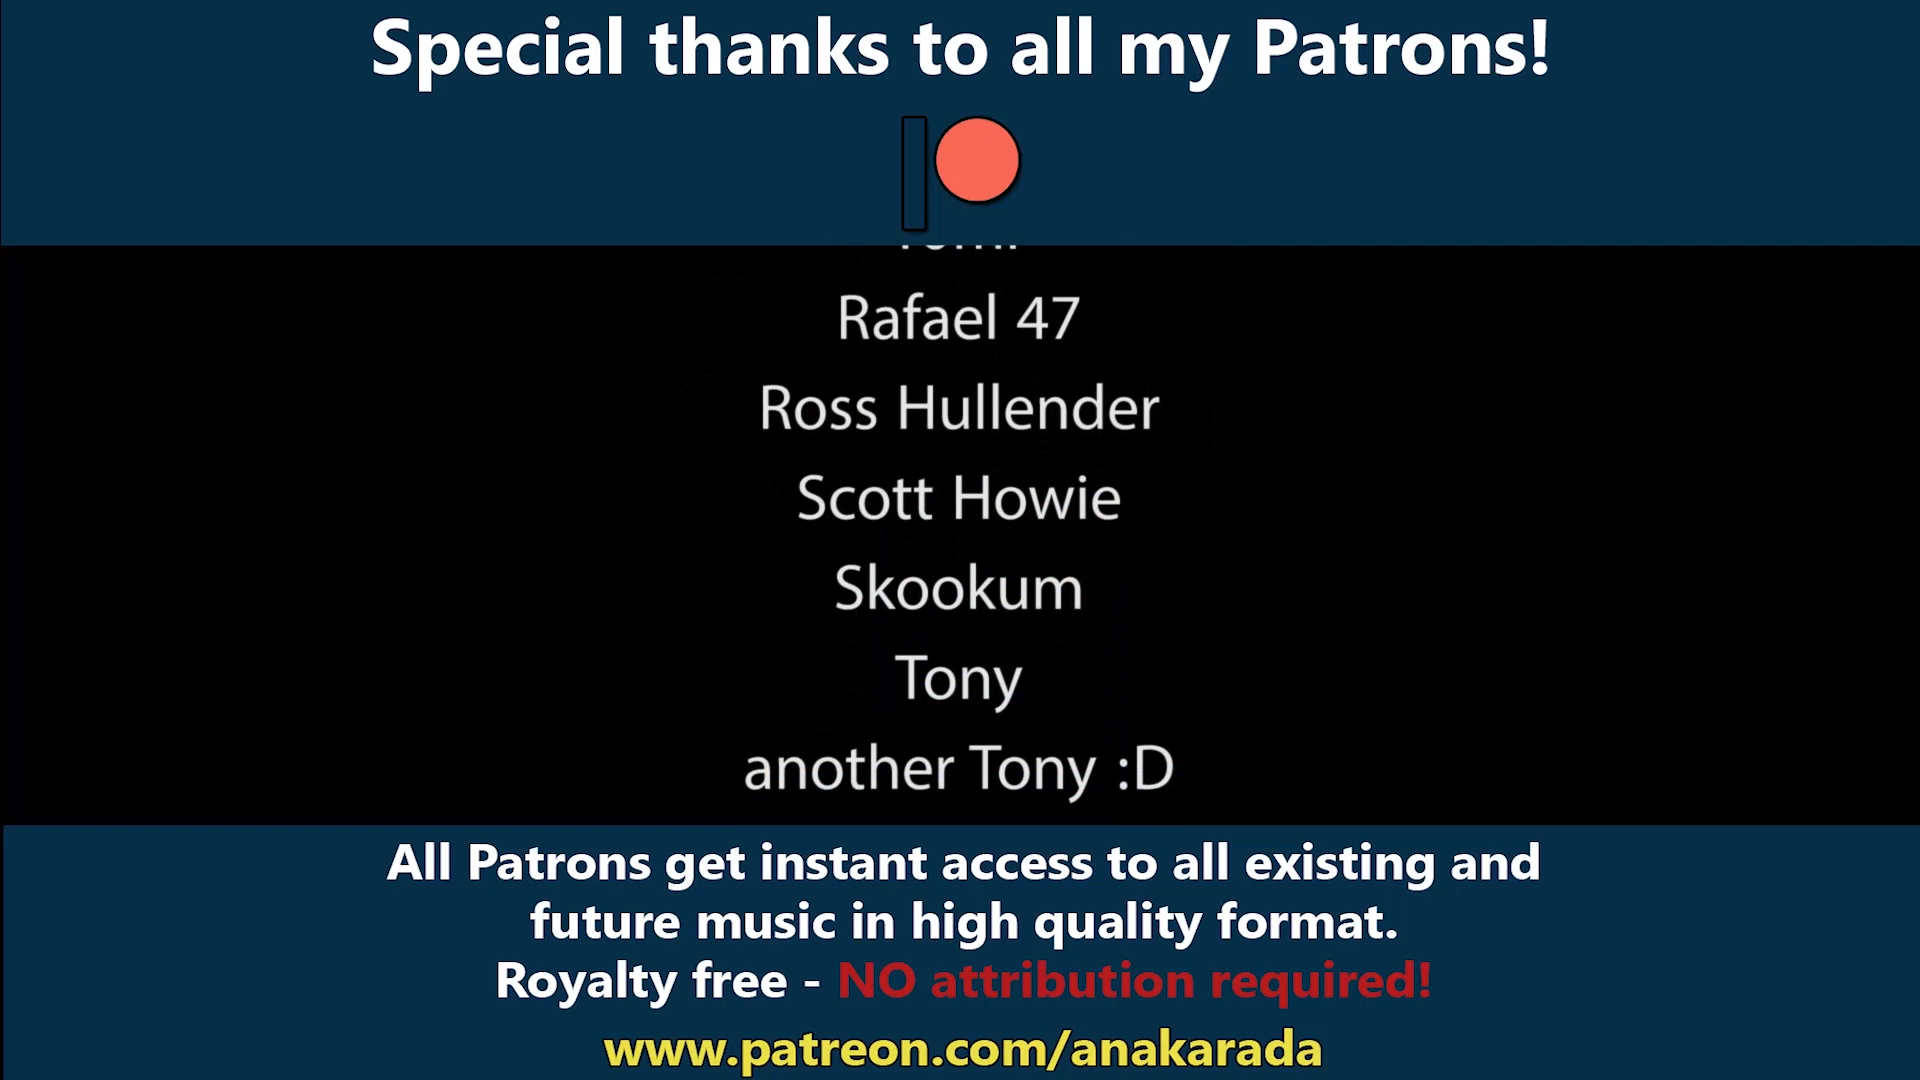 Special thanks to all my Patrons!
Rafael 47
Ross Hullender
Scott Howie
Skookum
Tony
another Tony :D
All Patrons get instant access to all existing and
future music in high quality format.
Royalty free - NO attribution required!
www.patreon.com/anakarada